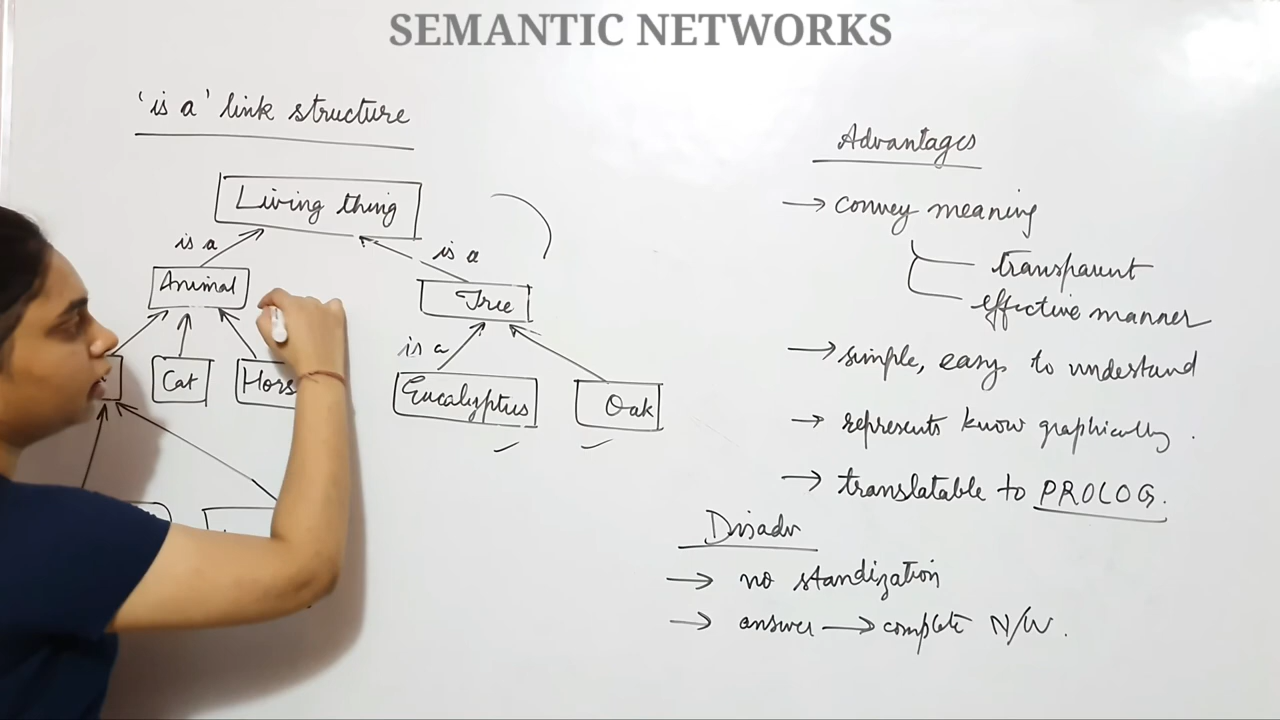 SEMANTIC NETWORKS
'is a' link structure
Living thing
is a
is a
Animal
Tree
is a
Cat
Hors
Eucalyptus
Oak
Advantages
→ convey meaning
transparent
effective manner
→ simple, easy to understand
→ represents know graphically.
→ translatable to PROLOG.
Disadv
→ no standization
→ answer → complete N/W.